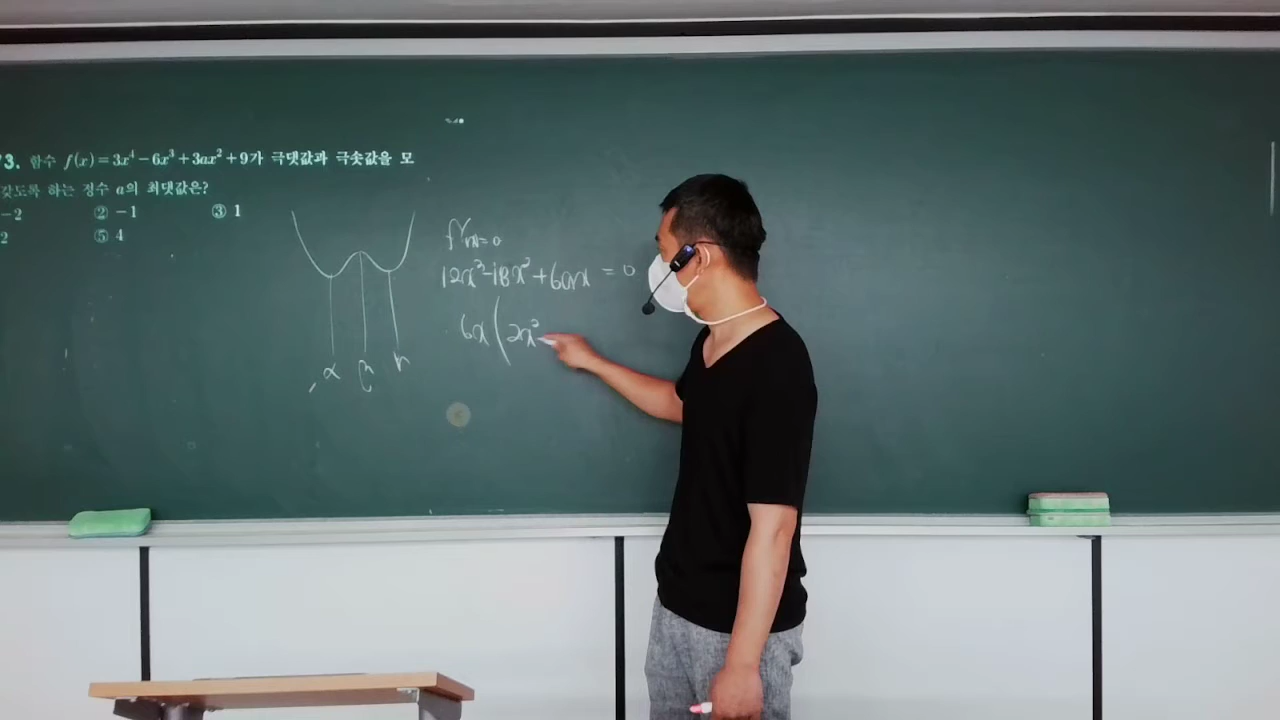 3. 함수 f(x)=3x⁴-6x³+3ax²+9가 극댓값과 극솟값을 모
갖도록 하는 정수 a의 최댓값은?
-2 ② -1 ③ 1
2 ⑤ 4
f'(x)=0
12x³-18x²+6ax = 0
6x(2x²-
α β r